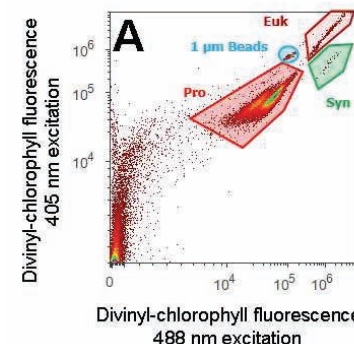 A
Euk
1 µm Beads
Pro
Syn
Divinyl-chlorophyll fluorescence
405 nm excitation
10⁶
10⁵
10⁴
0
0
10⁴
10⁵
10⁶
Divinyl-chlorophyll fluorescence
488 nm excitation